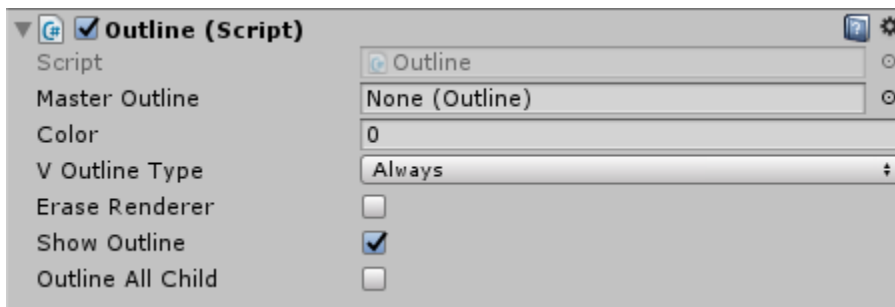 Outline (Script)
Script Outline
Master Outline None (Outline)
Color 0
V Outline Type Always
Erase Renderer
Show Outline
Outline All Child